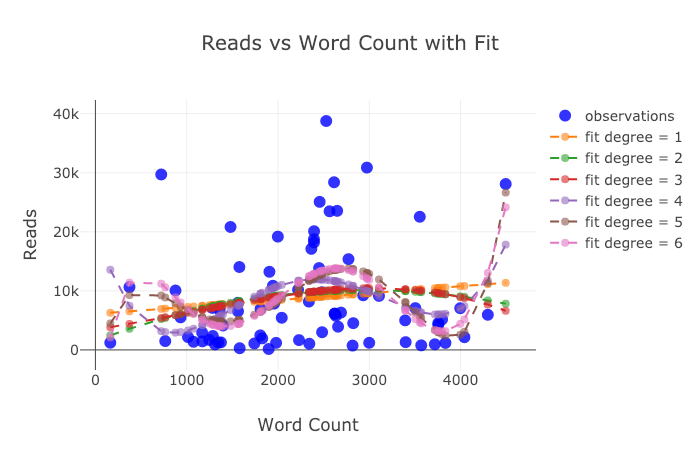 Reads vs Word Count with Fit
40k
30k
20k
10k
0
Reads
0 1000 2000 3000 4000
Word Count
observations
fit degree = 1
fit degree = 2
fit degree = 3
fit degree = 4
fit degree = 5
fit degree = 6